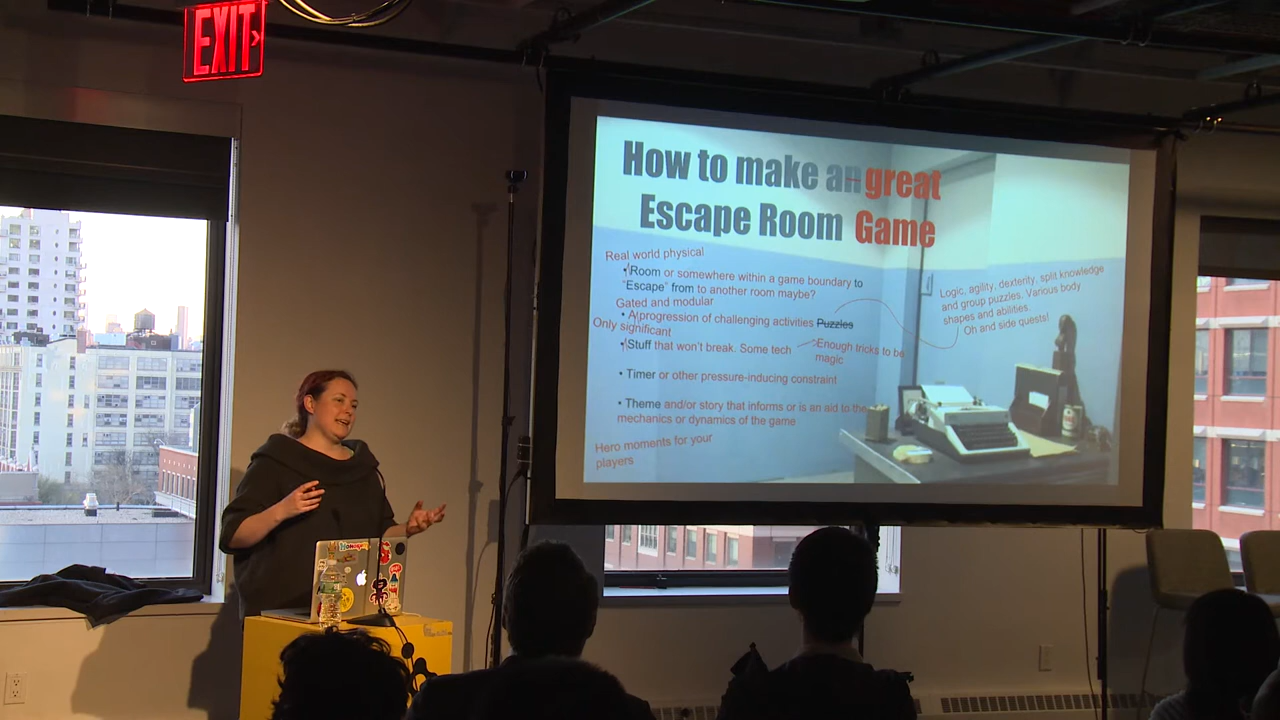 EXIT
How to make an great
Escape Room Game
Real world physical
• Room or somewhere within a game boundary to
"Escape" from to another room maybe?
Gated and modular
• A progression of challenging activities Puzzles
Only significant
• Stuff that won't break. Some tech
Enough tricks to be
magic
• Timer or other pressure-inducing constraint
• Theme and/or story that informs or is an aid to the
mechanics or dynamics of the game
Hero moments for your
players
Logic, agility, dexterity, split knowledge
and group puzzles. Various body
shapes and abilities.
Oh and side quests!